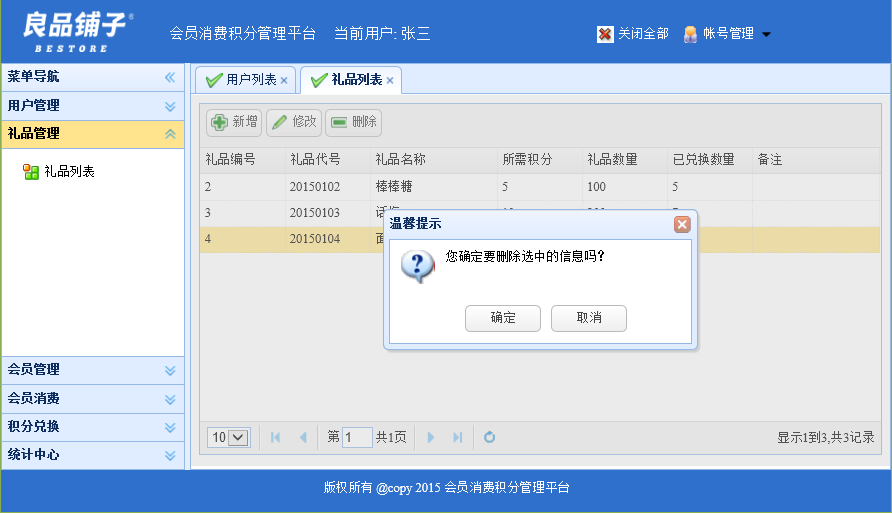 良品铺子®
BESTORE
会员消费积分管理平台 当前用户: 张三
关闭全部 帐号管理
菜单导航
用户管理
礼品管理
礼品列表
会员管理
会员消费
积分兑换
统计中心
用户列表 礼品列表
新增 修改 删除
礼品编号 礼品代号 礼品名称 所需积分 礼品数量 已兑换数量 备注
2 20150102 棒棒糖 5 100 5
3 20150103
4 20150104
温馨提示
您确定要删除选中的信息吗?
确定 取消
10 第 1 共1页 显示1到3,共3记录
版权所有 @copy 2015 会员消费积分管理平台